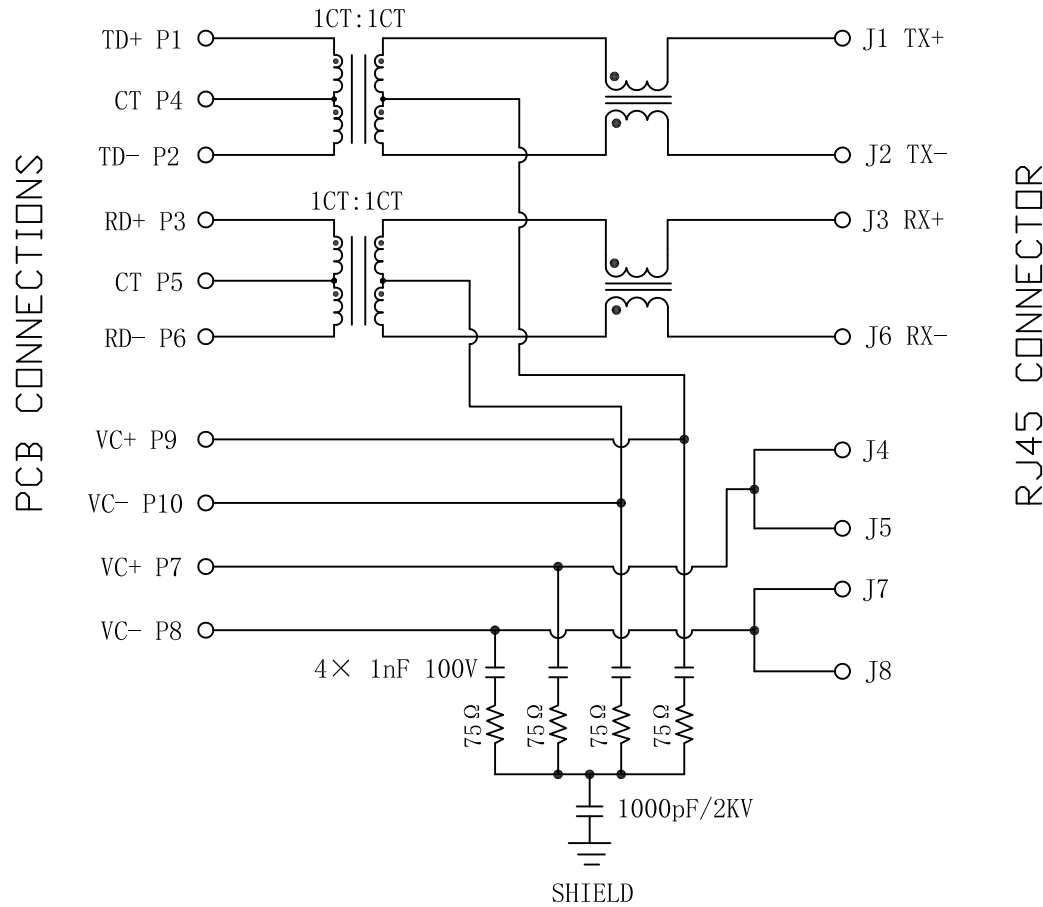 1CT:1CT
TD+ P1
J1 TX+
CT P4
TD- P2
J2 TX-
1CT:1CT
RD+ P3
J3 RX+
CT P5
RD- P6
J6 RX-
PCB CONNECTIONS
RJ45 CONNECTOR
VC+ P9
J4
VC- P10
J5
VC+ P7
J7
VC- P8
J8
4× 1nF 100V
75Ω
75Ω
75Ω
75Ω
1000pF/2KV
SHIELD